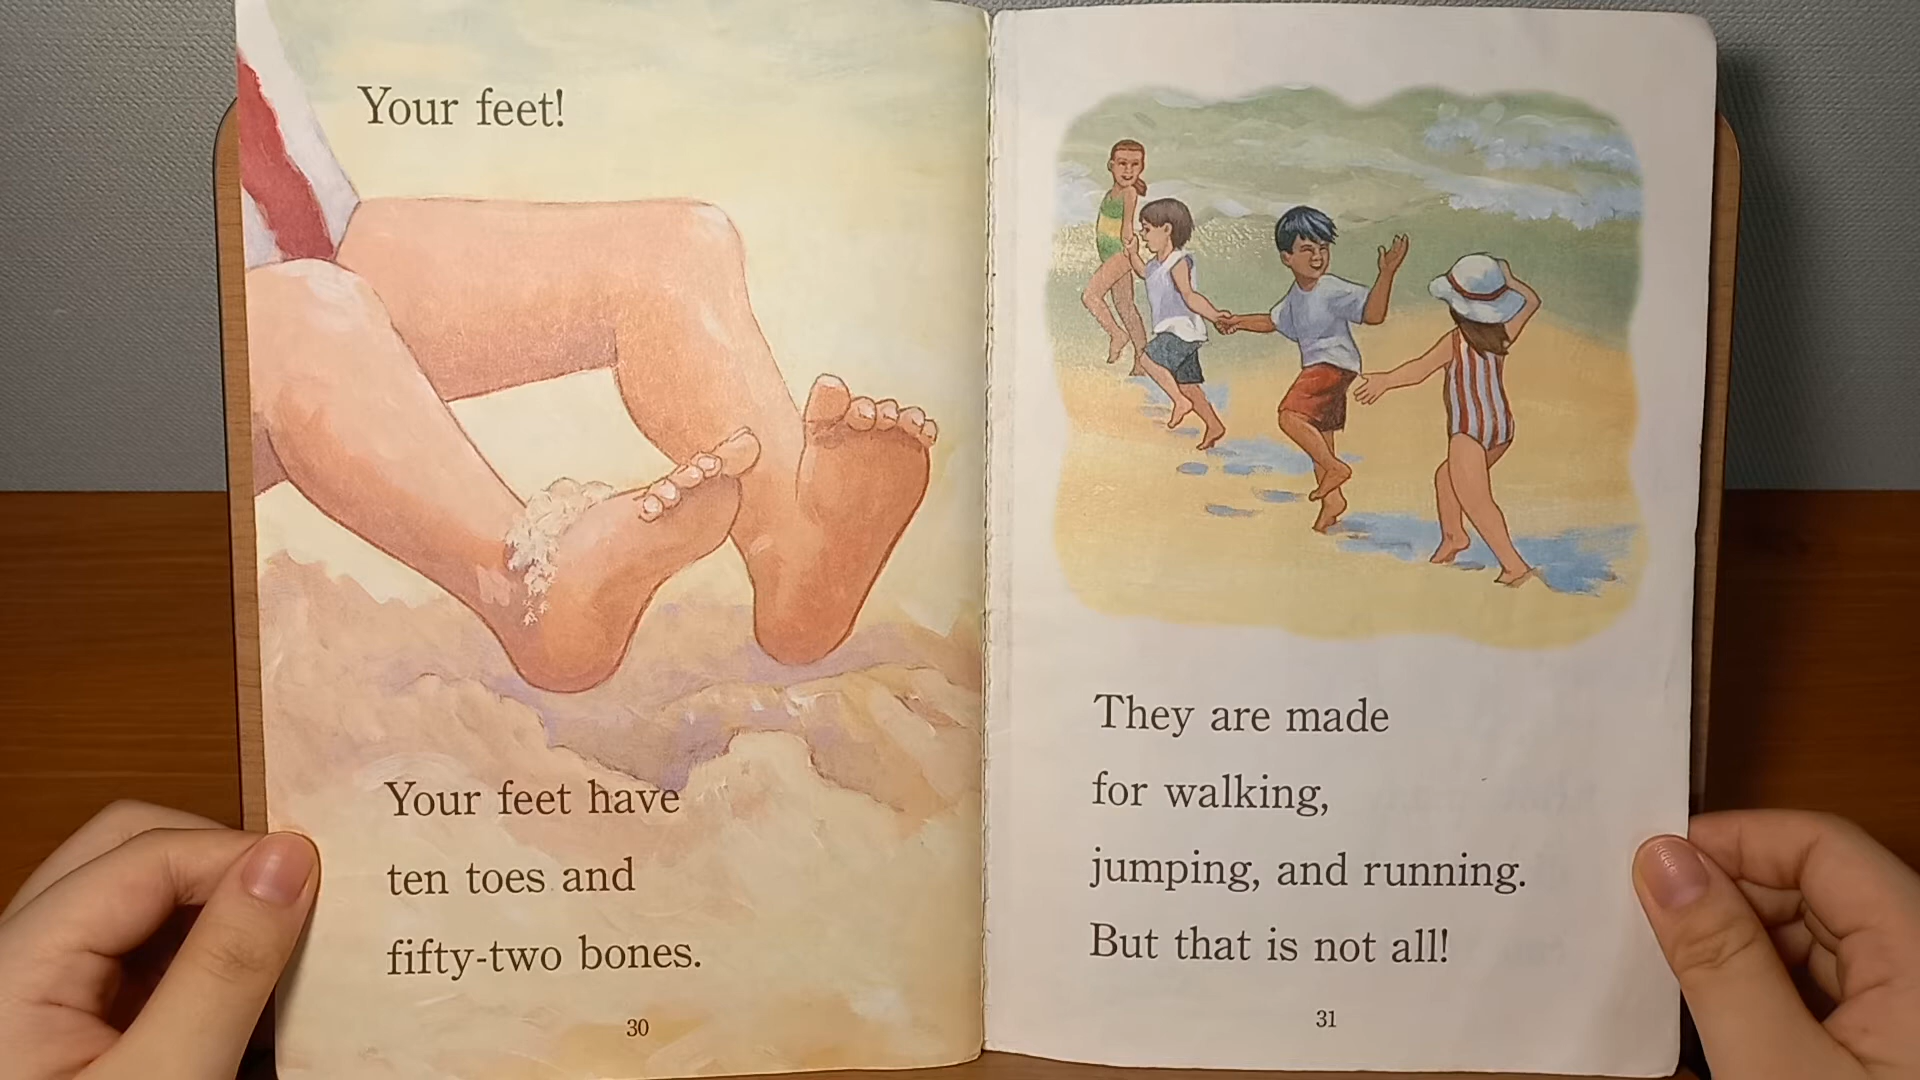 Your feet!
Your feet have
ten toes and
fifty-two bones.
30
They are made
for walking,
jumping, and running.
But that is not all!
31